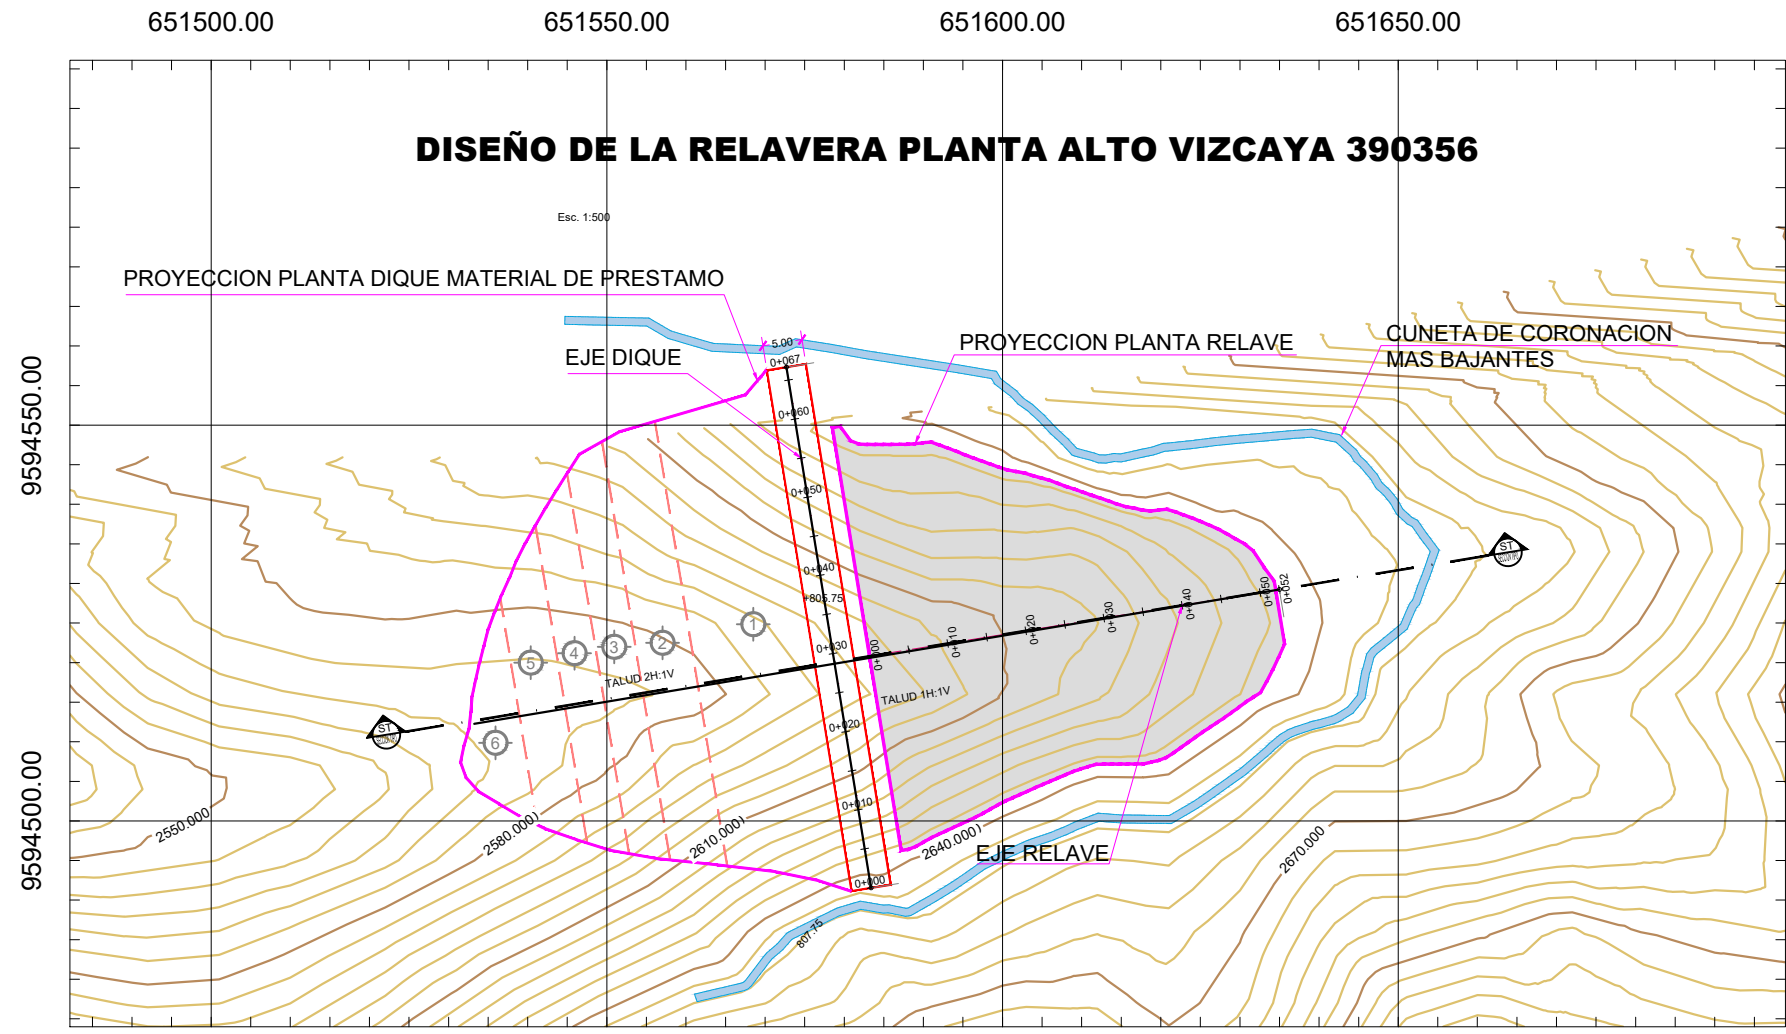 651500.00
651550.00
651600.00
651650.00
DISEÑO DE LA RELAVERA PLANTA ALTO VIZCAYA 390356
Esc. 1:500
PROYECCION PLANTA DIQUE MATERIAL DE PRESTAMO
EJE DIQUE
5.00
0+067
PROYECCION PLANTA RELAVE
CUNETA DE CORONACION
MAS BAJANTES
9594550.00
0+060
0+050
0+040
+805.75
0+030
0+020
0+010
0+000
0+000
0+010
0+020
0+030
0+040
0+050
0+052
ST
ST
1
2
3
4
5
6
TALUD 2H:1V
TALUD 1H:1V
9594500.00
2550.000
2580.000)
2610.000)
2640.000)
2670.000
EJE RELAVE
807.75